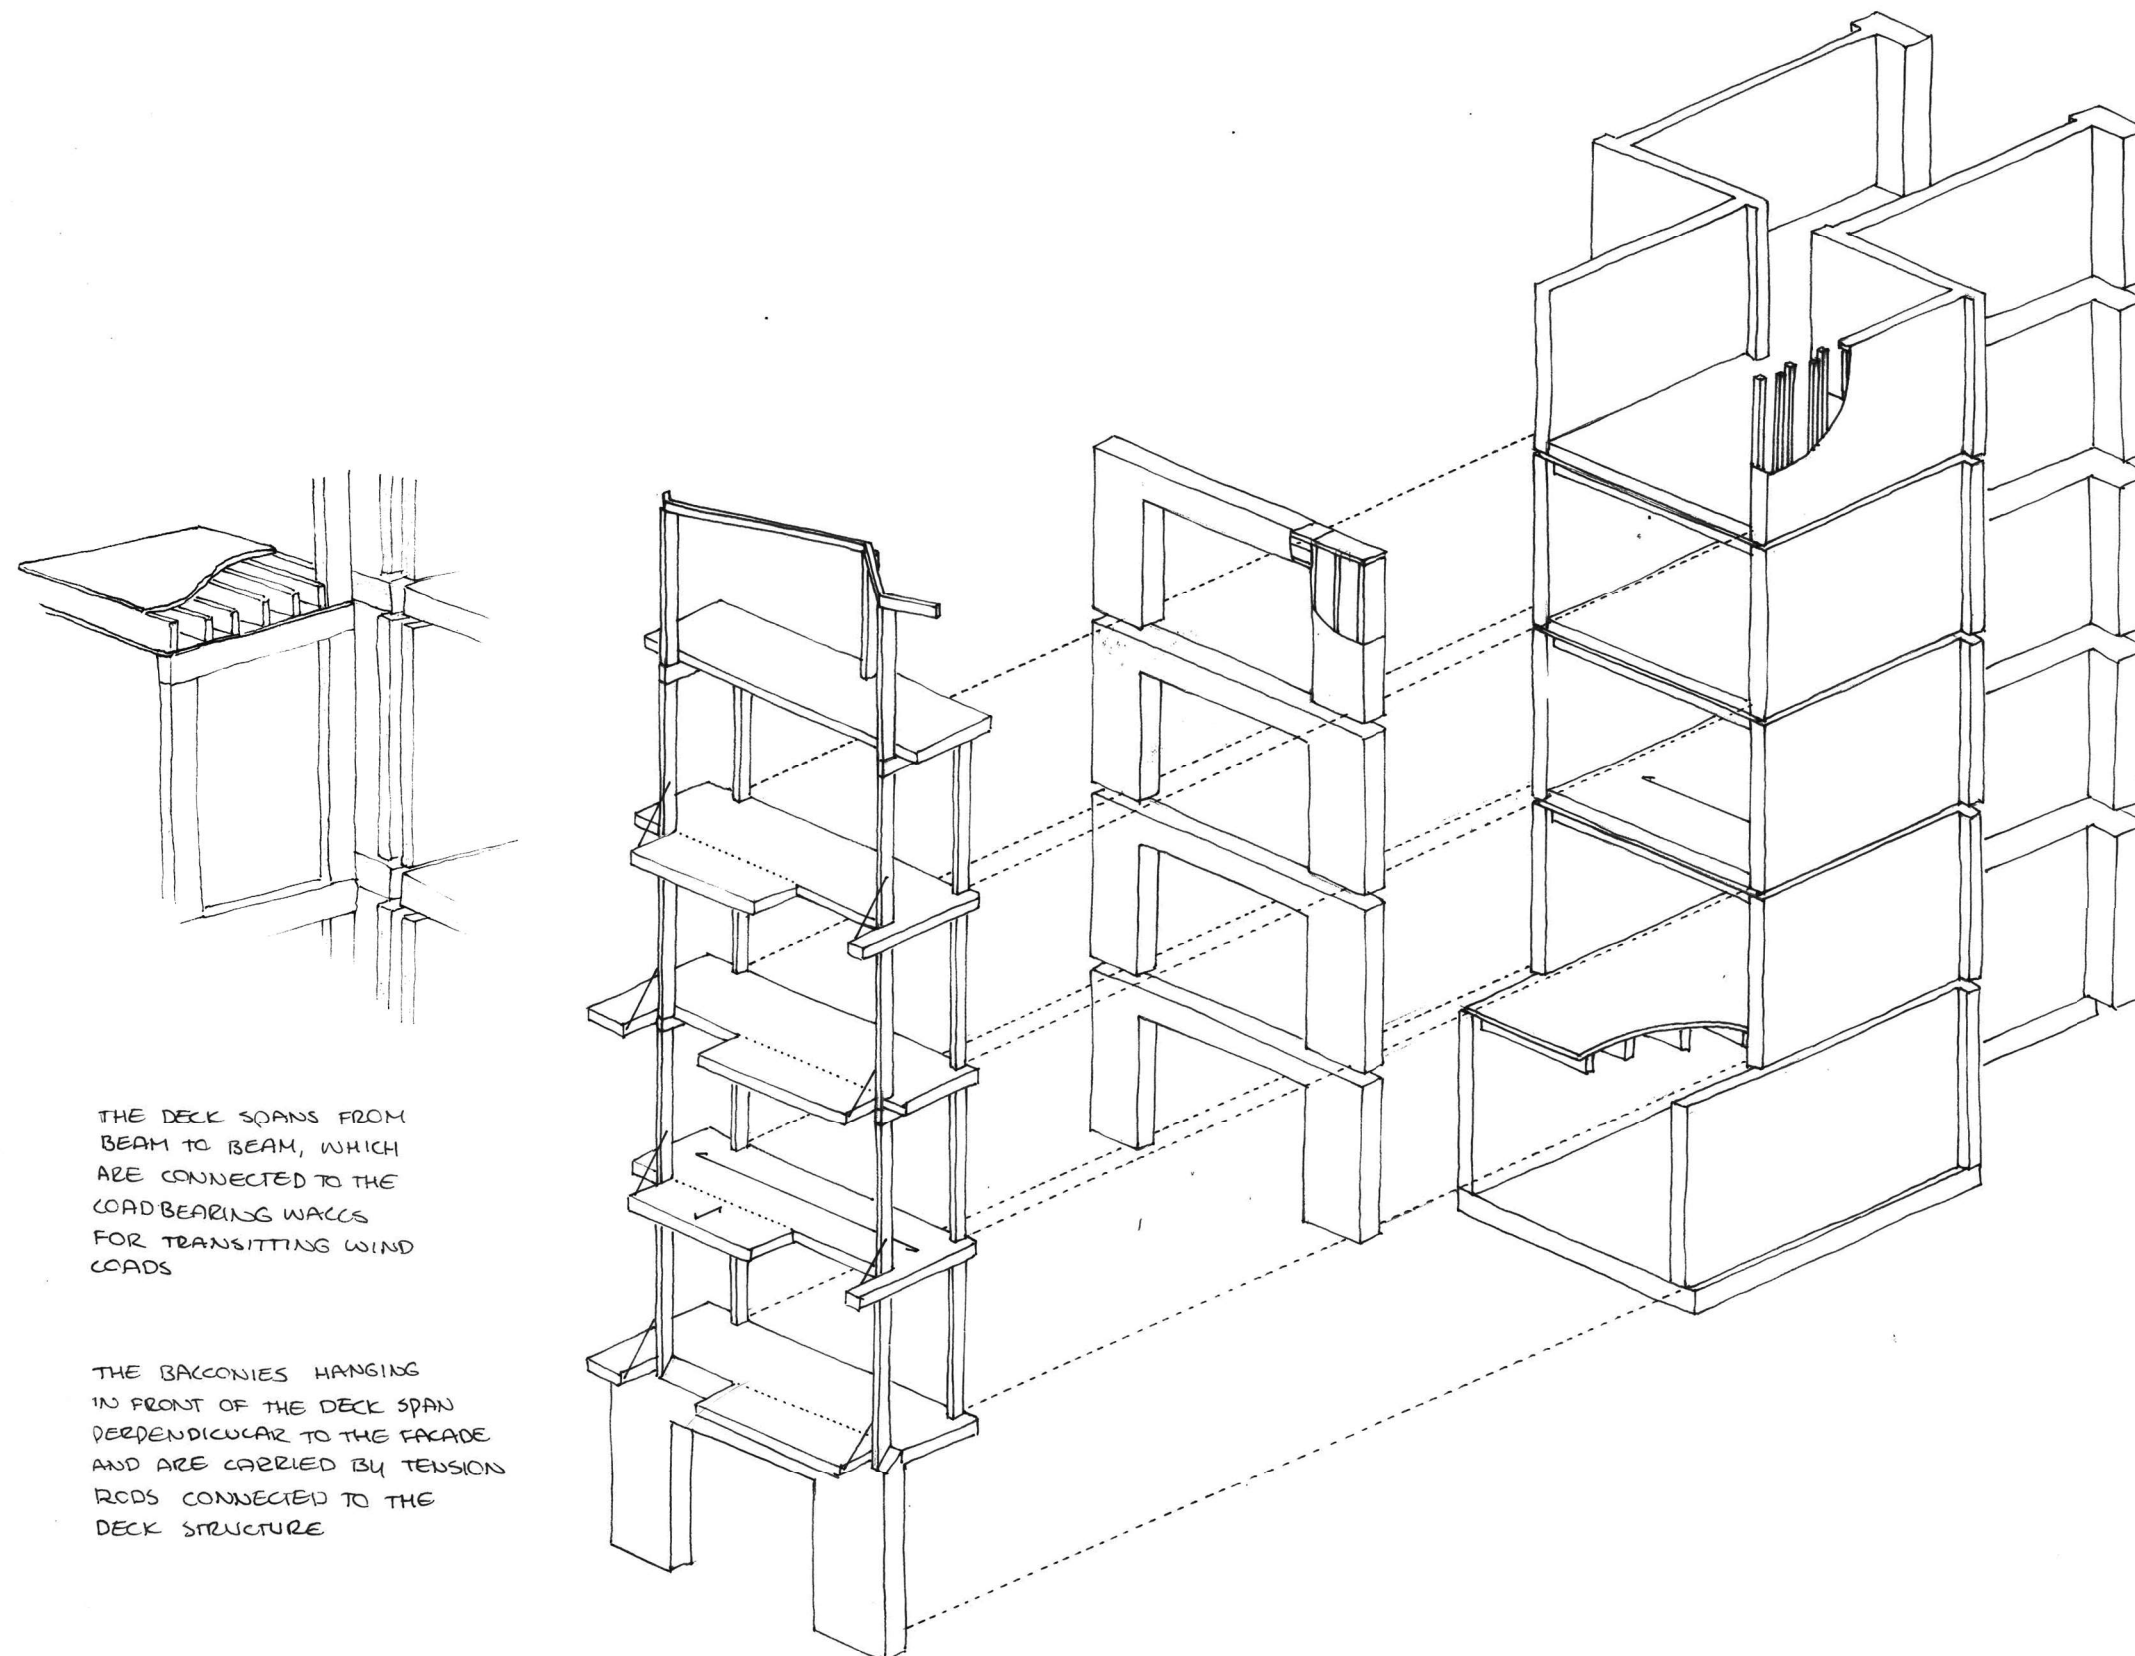 THE DECK SPANS FROM
BEAM TO BEAM, WHICH
ARE CONNECTED TO THE
LOADBEARING WALLS
FOR TRANSITTING WIND
LOADS
THE BALCONIES HANGING
IN FRONT OF THE DECK SPAN
PERPENDICULAR TO THE FACADE
AND ARE CARRIED BY TENSION
RODS CONNECTED TO THE
DECK STRUCTURE